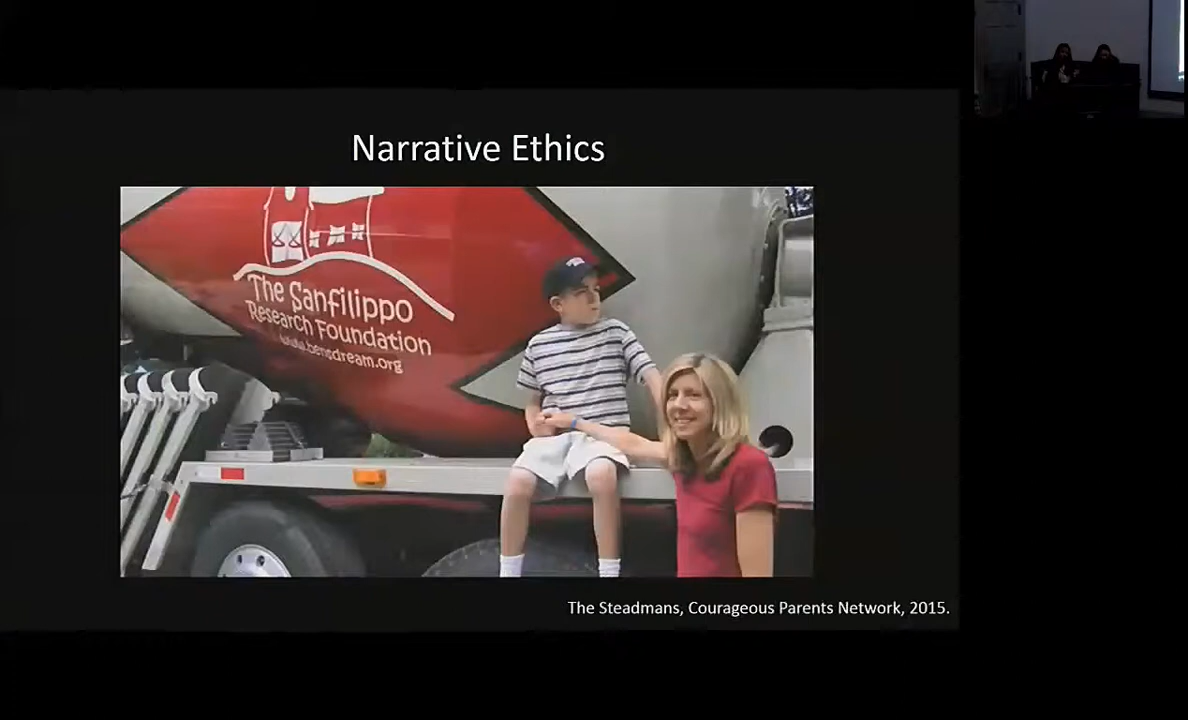 Narrative Ethics
The Sanfilippo
Research Foundation
www.bensdream.org
The Steadmans, Courageous Parents Network, 2015.